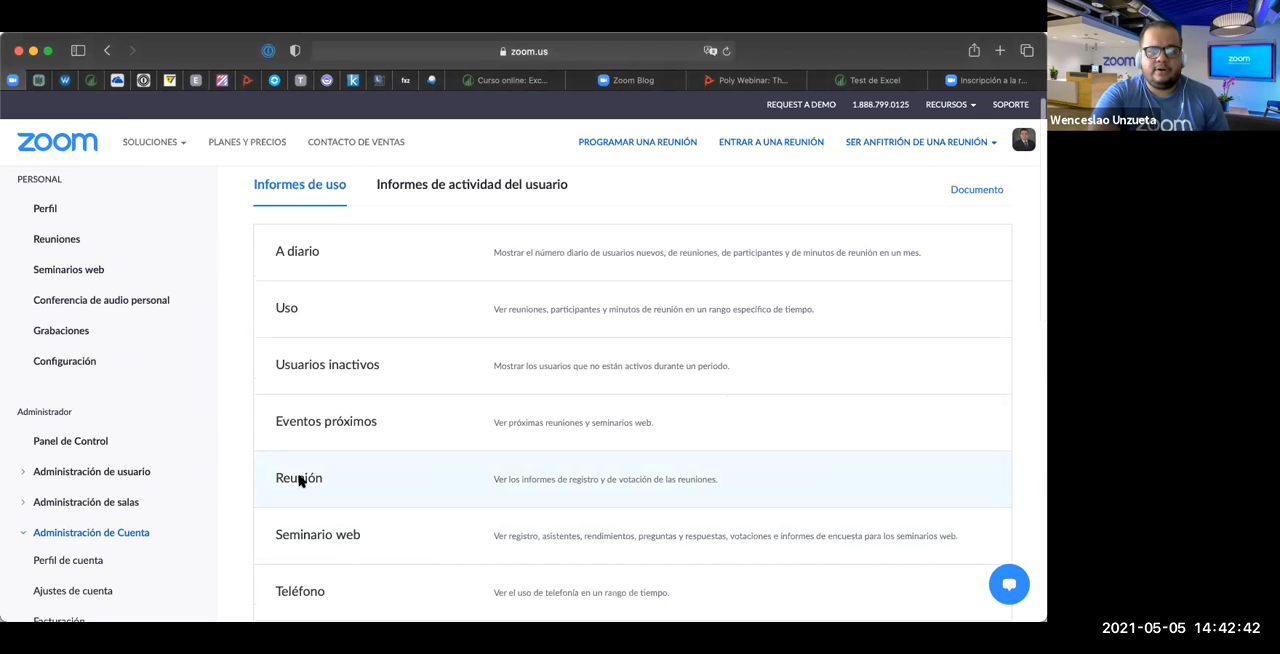 zoom.us
fxz
Curso online: Exc...
Zoom Blog
Poly Webinar: Th...
Test de Excel
Inscripción a la r...
REQUEST A DEMO
1.888.799.0125
RECURSOS
SOPORTE
zoom
SOLUCIONES
PLANES Y PRECIOS
CONTACTO DE VENTAS
PROGRAMAR UNA REUNIÓN
ENTRAR A UNA REUNIÓN
SER ANFITRIÓN DE UNA REUNIÓN
zoom
zoom
zoom
Wenceslao Unzueta
PERSONAL
Perfil
Reuniones
Seminarios web
Conferencia de audio personal
Grabaciones
Configuración
Administrador
Panel de Control
Administración de usuario
Administración de salas
Administración de Cuenta
Perfil de cuenta
Ajustes de cuenta
Facturación
Informes de uso
Informes de actividad del usuario
Documento
A diario
Mostrar el número diario de usuarios nuevos, de reuniones, de participantes y de minutos de reunión en un mes.
Uso
Ver reuniones, participantes y minutos de reunión en un rango específico de tiempo.
Usuarios inactivos
Mostrar los usuarios que no están activos durante un periodo.
Eventos próximos
Ver próximas reuniones y seminarios web.
Reunión
Ver los informes de registro y de votación de las reuniones.
Seminario web
Ver registro, asistentes, rendimientos, preguntas y respuestas, votaciones e informes de encuesta para los seminarios web.
Teléfono
Ver el uso de telefonía en un rango de tiempo.
2021-05-05 14:42:42